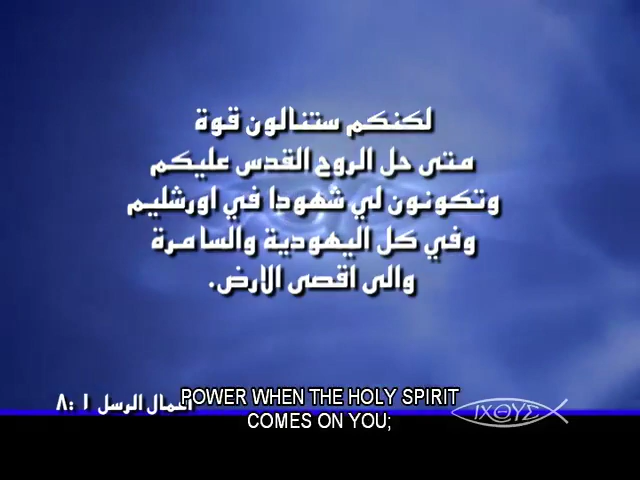 لكنكم ستنالون قوة
متى حل الروح القدس عليكم
وتكونون لي شهودا في اورشليم
وفي كل اليهودية والسامرة
والى اقصى الارض.
اعمال الرسل ١ :٨
POWER WHEN THE HOLY SPIRIT
COMES ON YOU;
ΙΧΘΥΣ